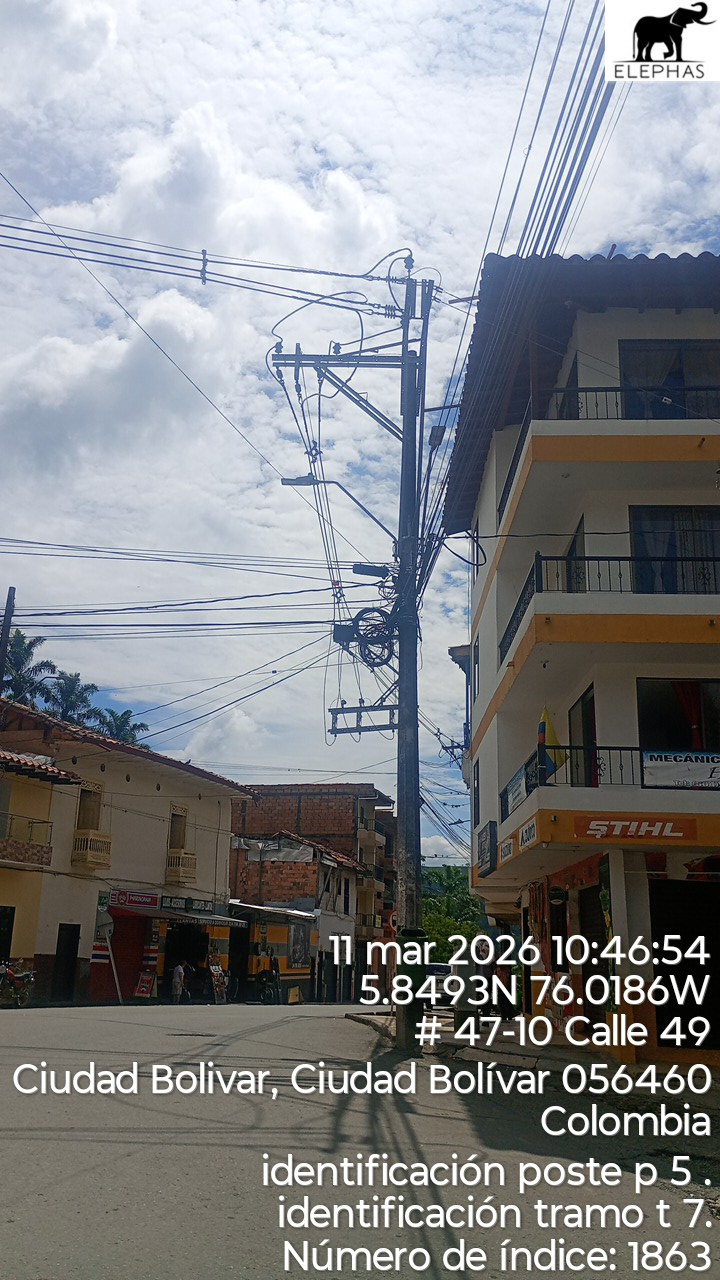 ELEPHAS
MECÁNIC
STIHL
11 mar 2026 10:46:54
5.8493N 76.0186W
# 47-10 Calle 49
Ciudad Bolivar, Ciudad Bolívar 056460
Colombia
identificación poste p 5 .
identificación tramo t 7.
Número de índice: 1863